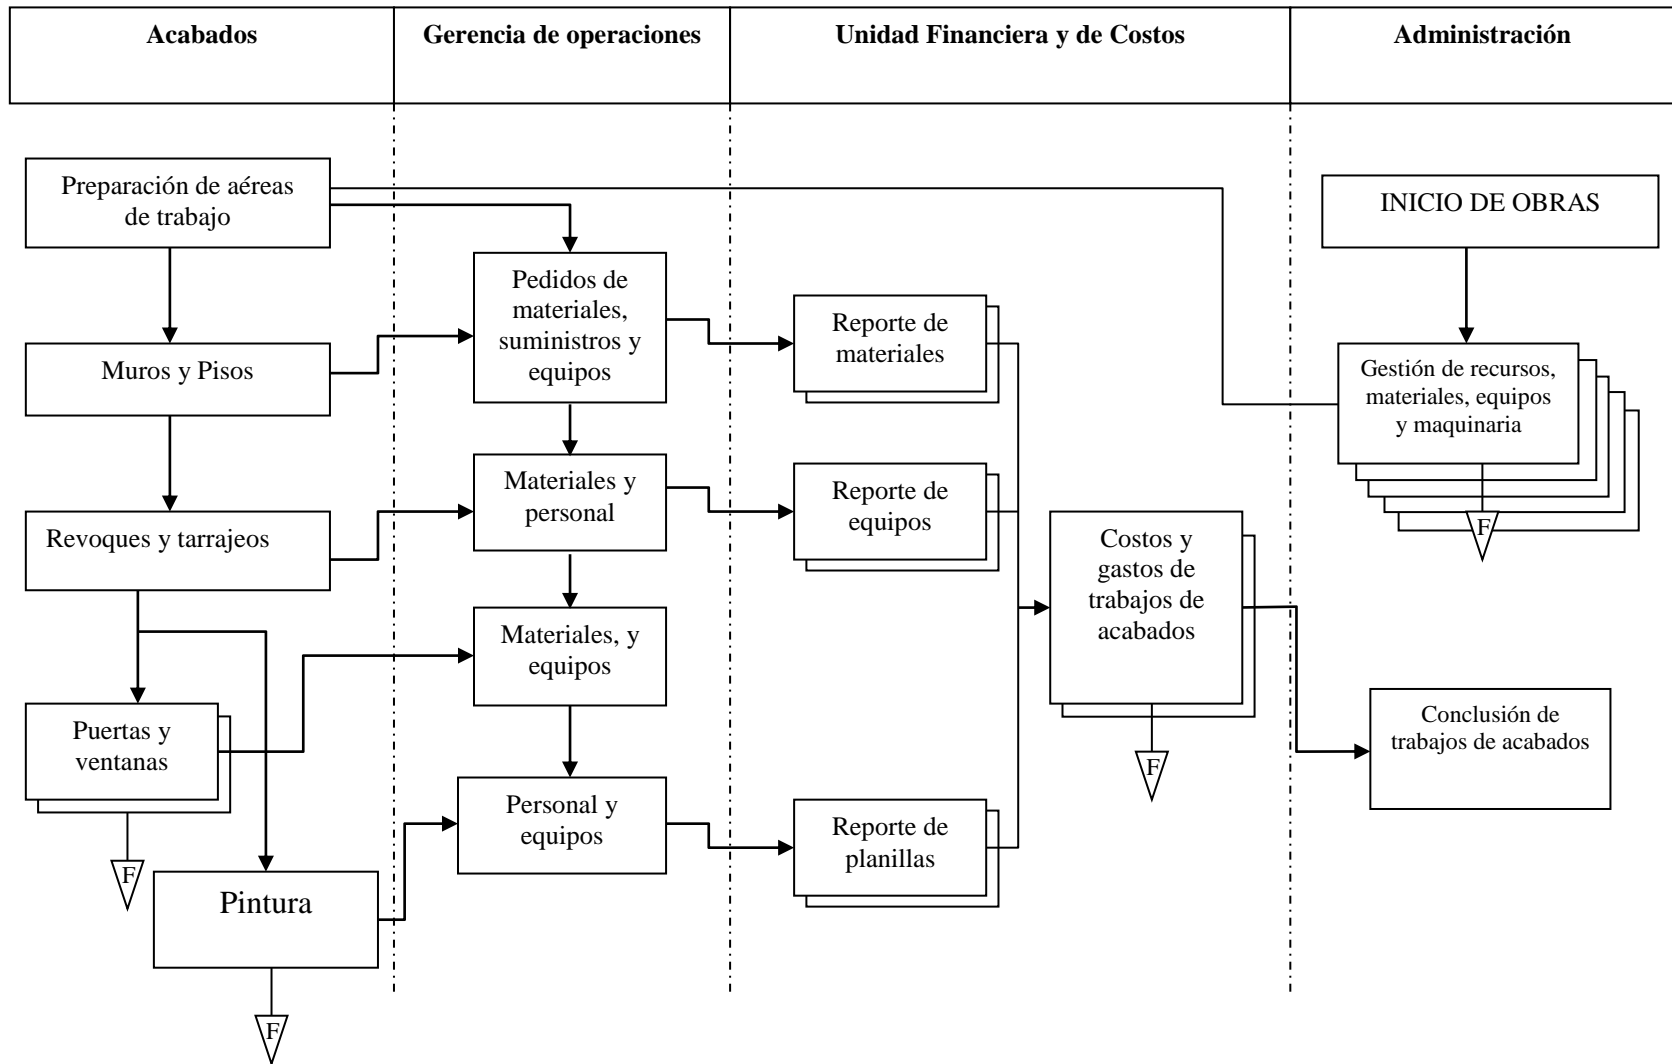 Acabados
Gerencia de operaciones
Unidad Financiera y de Costos
Administración
Preparación de aéreas
de trabajo
Muros y Pisos
Revoques y tarrajeos
Puertas y
ventanas
F
Pintura
F
Pedidos de
materiales,
suministros y
equipos
Materiales y
personal
Materiales, y
equipos
Personal y
equipos
Reporte de
materiales
Reporte de
equipos
Reporte de
planillas
Costos y
gastos de
trabajos de
acabados
F
INICIO DE OBRAS
Gestión de recursos,
materiales, equipos
y maquinaria
F
Conclusión de
trabajos de acabados